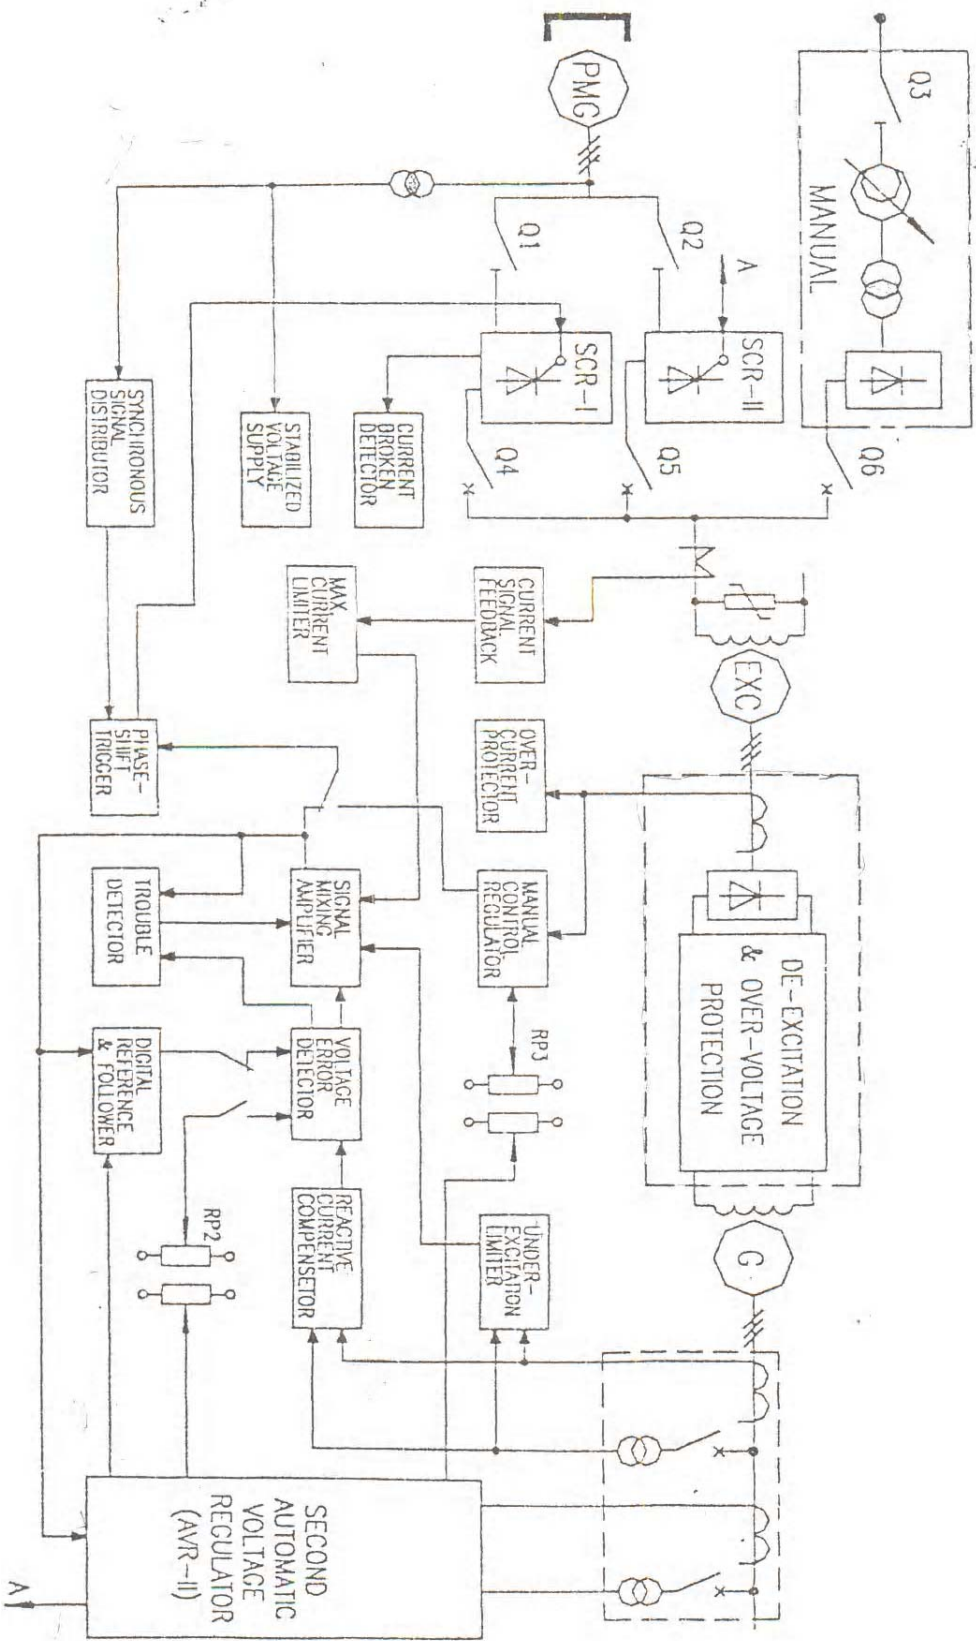 Q3
MANUAL
Q6
PMG
Q2
Q1
A
SCR-II
SCR-I
Q5
Q4
EXC
DE-EXCITATION
& OVER-VOLTAGE
PROTECTION
G
CURRENT
BROKEN
DETECTOR
STABILIZED
VOLTAGE
SUPPLY
SYNCHRONOUS
SIGNAL
DISTRIBUTOR
CURRENT
SIGNAL
FEEDBACK
MAX
CURRENT
LIMITER
OVER-
CURRENT
PROTECTOR
PHASE-
SHIFT
TRIGGER
MANUAL
CONTROL
REGULATOR
SIGNAL
MIXING
AMPLIFIER
TROUBLE
DETECTOR
RP3
VOLTAGE
ERROR
DETECTOR
DIGITAL
REFERENCE
& FOLLOWER
UNDER-
EXCITATION
LIMITER
REACTIVE
CURRENT
COMPENSETOR
RP2
SECOND
AUTOMATIC
VOLTAGE
REGULATOR
(AVR-II)
A